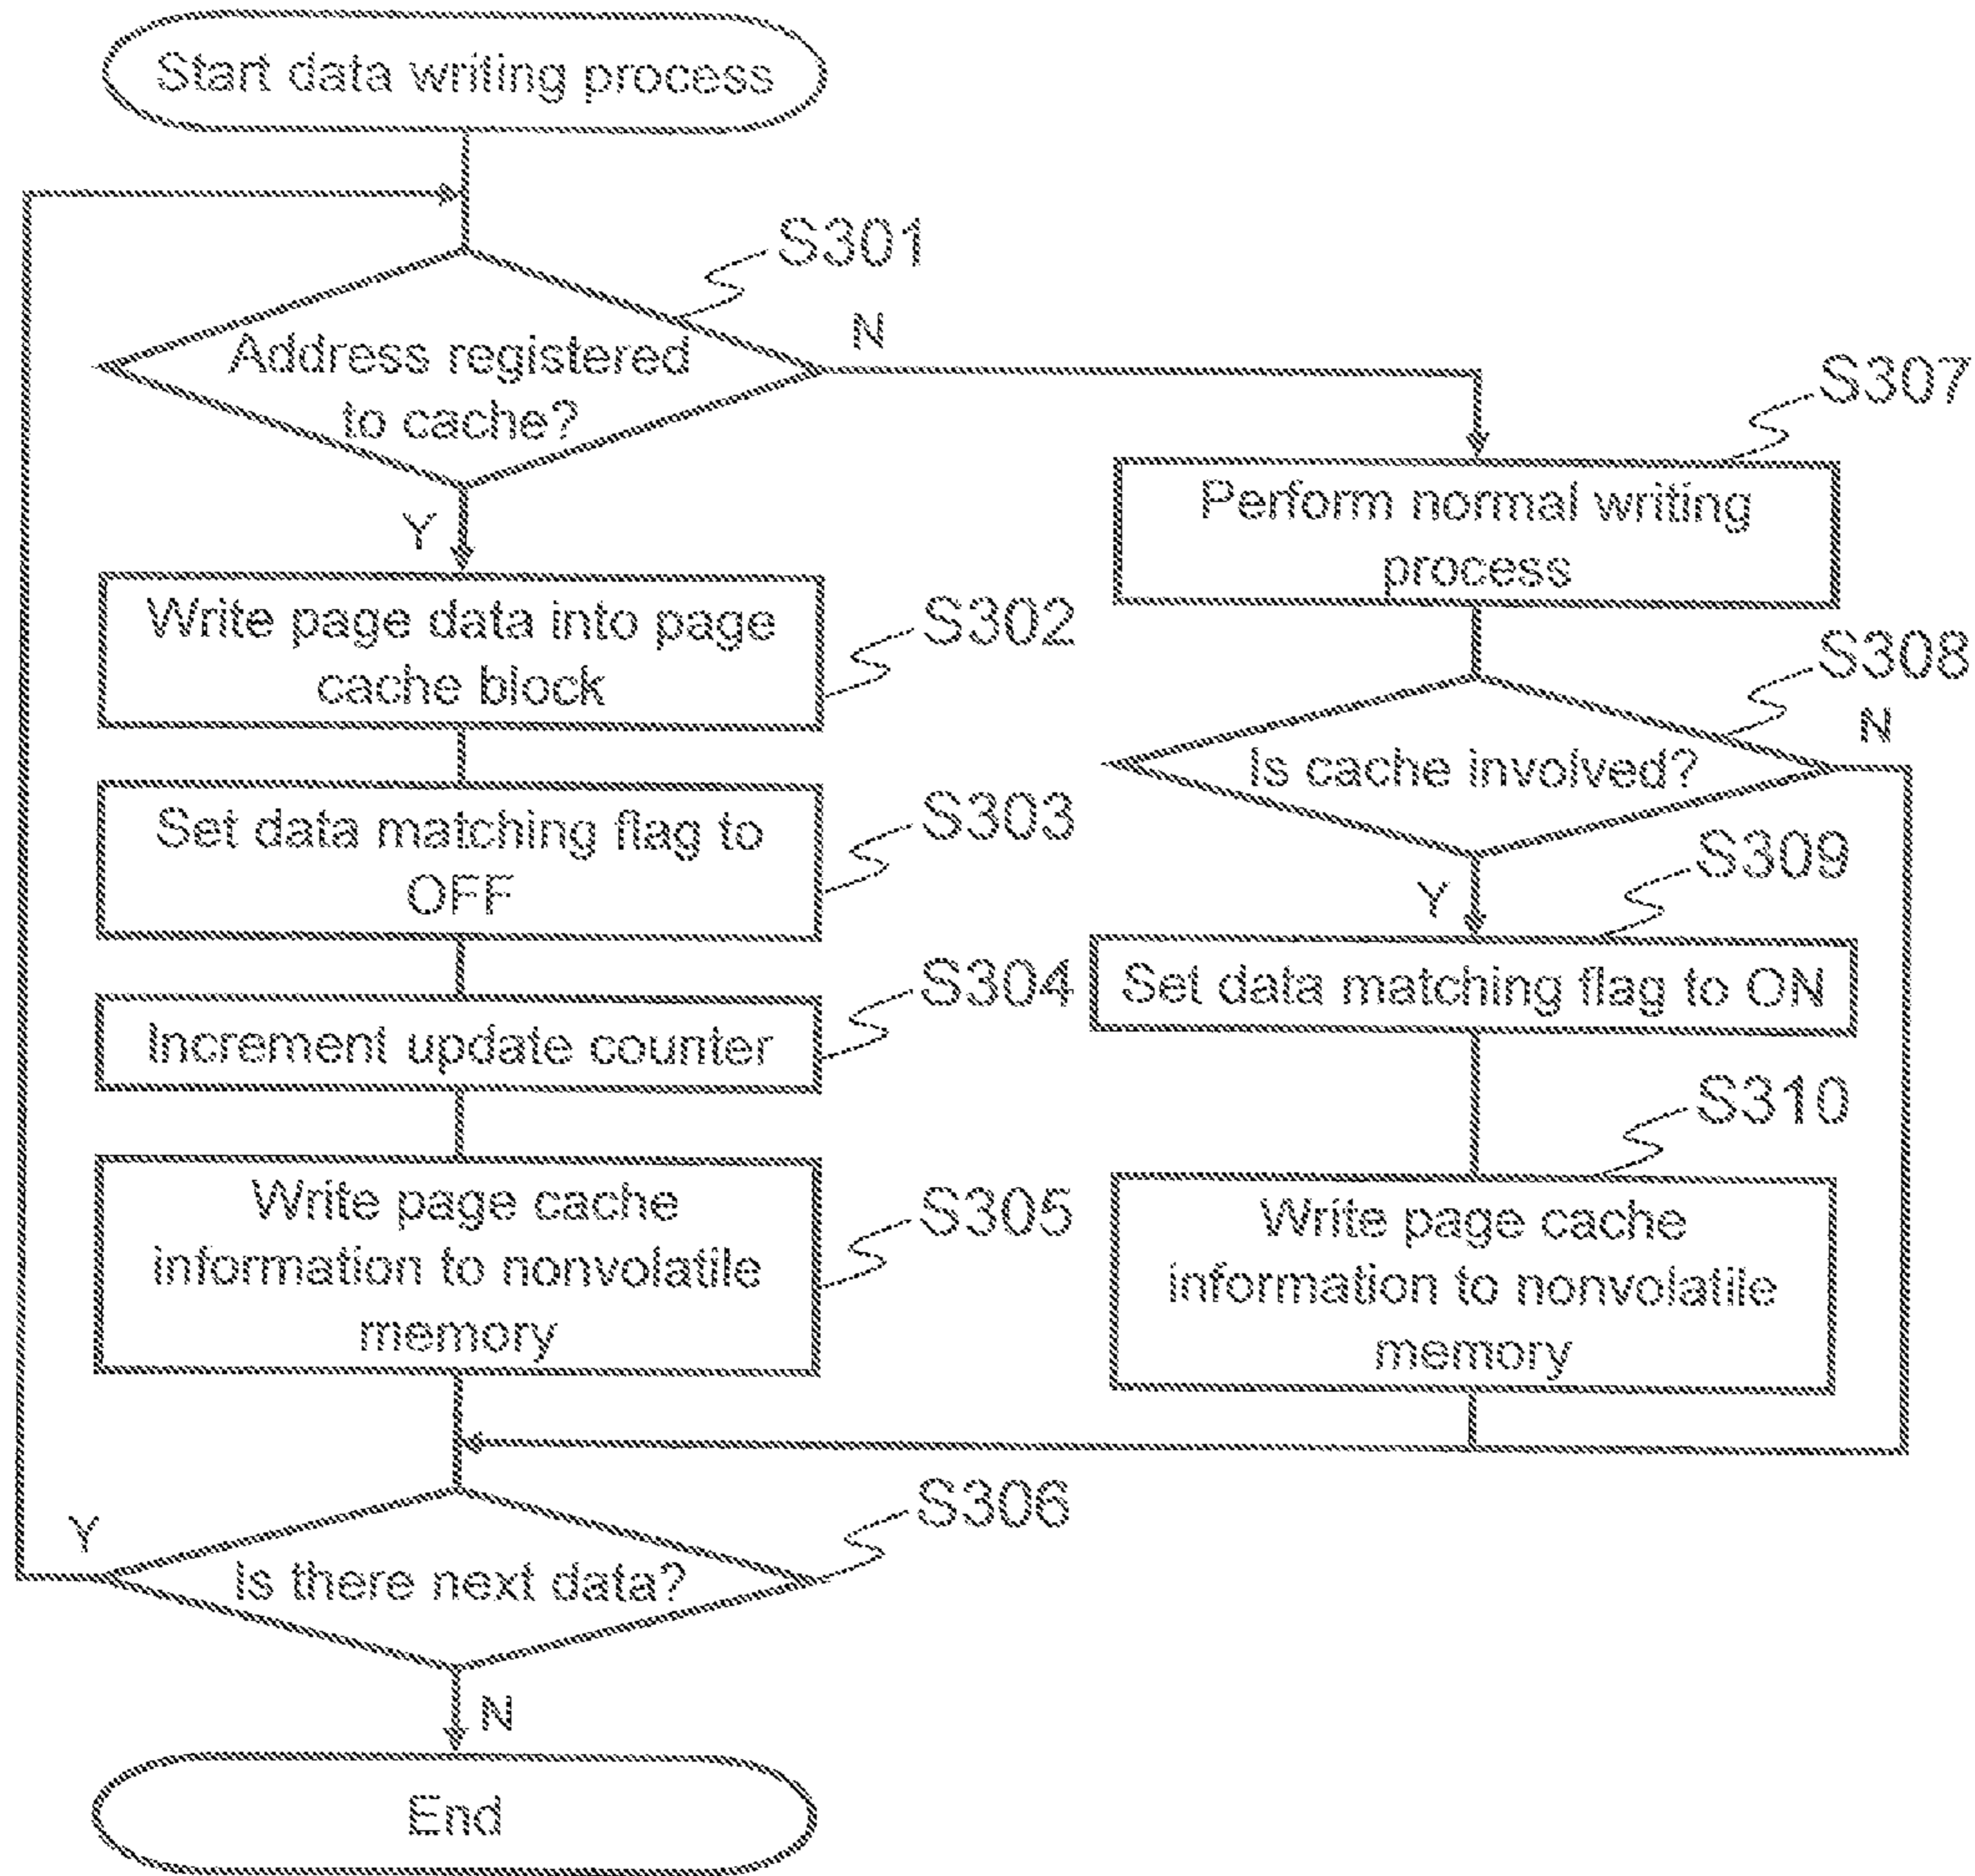 Start data writing process
S301
Address registered
to cache?
N
Y
Write page data into page
cache block
S302
Set data matching flag to
OFF
S303
Increment update counter
S304
Write page cache
information to nonvolatile
memory
S305
Is there next data?
S306
Y
N
End
S307
Perform normal writing
process
S308
Is cache involved?
N
Y
S309
Set data matching flag to ON
S310
Write page cache
information to nonvolatile
memory